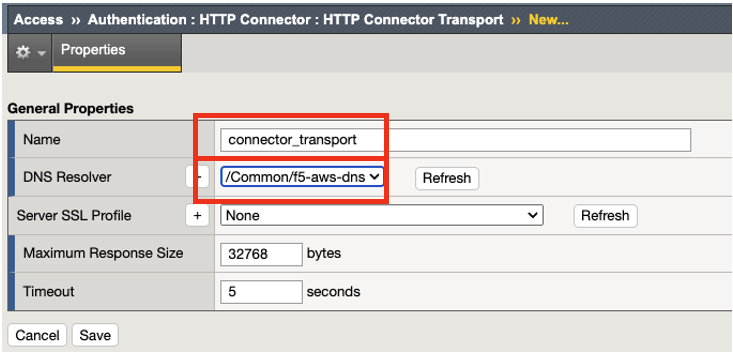 Access ›› Authentication : HTTP Connector : HTTP Connector Transport ›› New...
Properties
General Properties
Name connector_transport
DNS Resolver + /Common/f5-aws-dns Refresh
Server SSL Profile + None Refresh
Maximum Response Size 32768 bytes
Timeout 5 seconds
Cancel Save